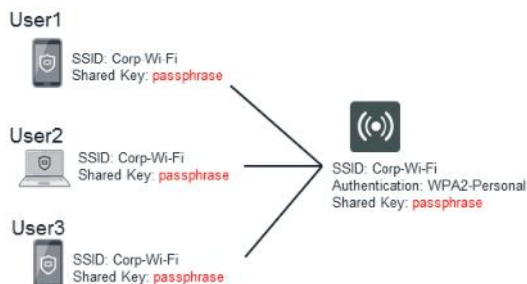 User1
SSID: Corp-Wi-Fi
Shared Key: passphrase
User2
SSID: Corp-Wi-Fi
Shared Key: passphrase
User3
SSID: Corp-Wi-Fi
Shared Key: passphrase
SSID: Corp-Wi-Fi
Authentication: WPA2-Personal
Shared Key: passphrase